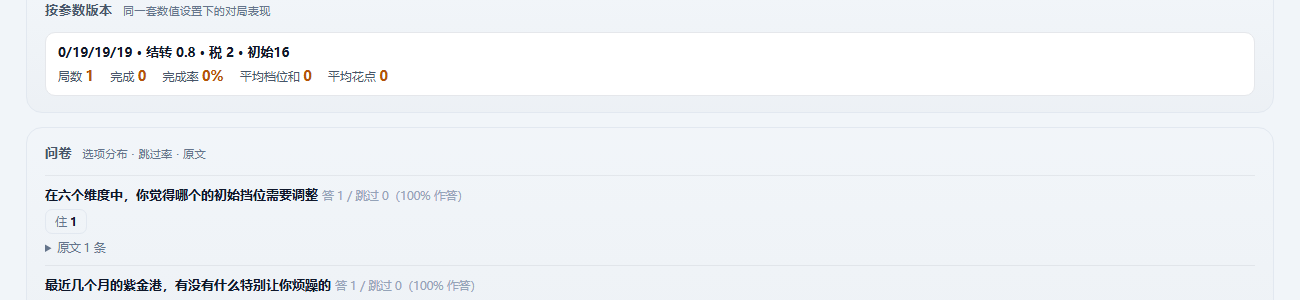 按参数版本 同一套数值设置下的对局表现
0/19/19/19 • 结转 0.8 • 税 2 • 初始16
局数 1 完成 0 完成率 0% 平均档位和 0 平均花点 0
问卷 选项分布 · 跳过率 · 原文
在六个维度中，你觉得哪个的初始挡位需要调整 答 1 / 跳过 0（100% 作答）
住 1
▶ 原文 1 条
最近几个月的紫金港，有没有什么特别让你烦躁的 答 1 / 跳过 0（100% 作答）